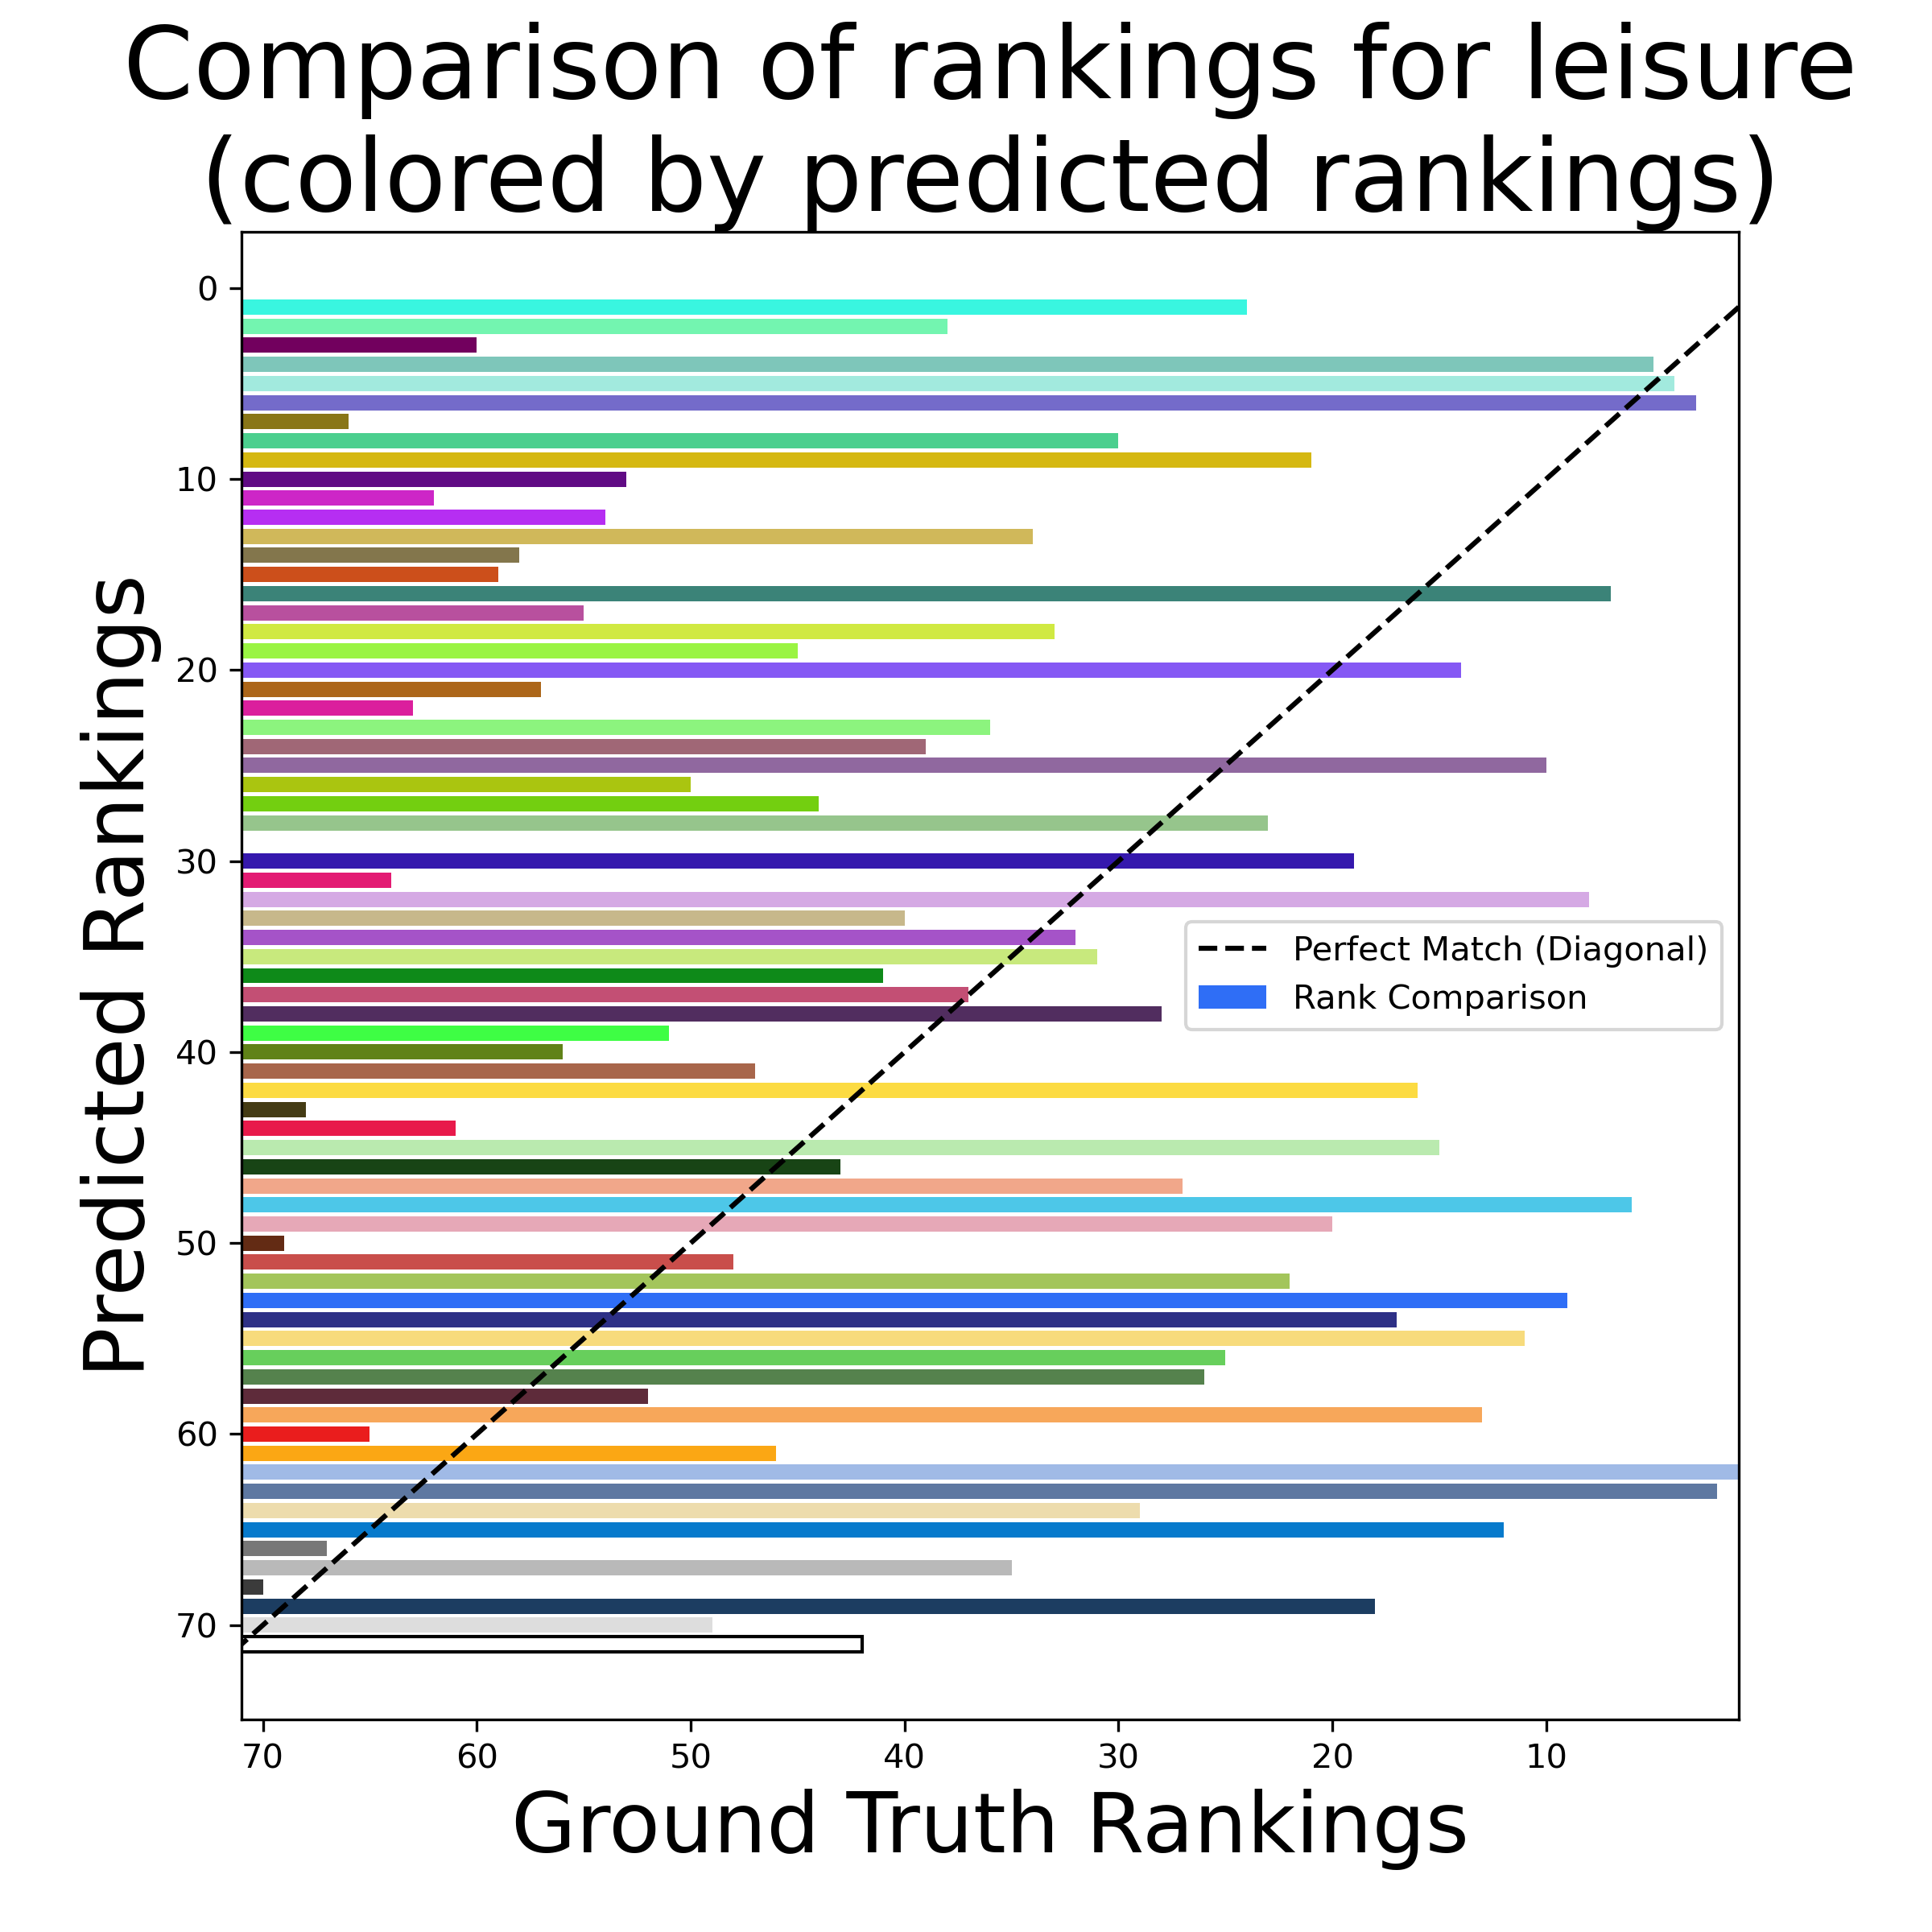 Comparison of rankings for leisure
(colored by predicted rankings)
Predicted Rankings
0
10
20
30
40
50
60
70
Perfect Match (Diagonal)
Rank Comparison
70 60 50 40 30 20 10
Ground Truth Rankings